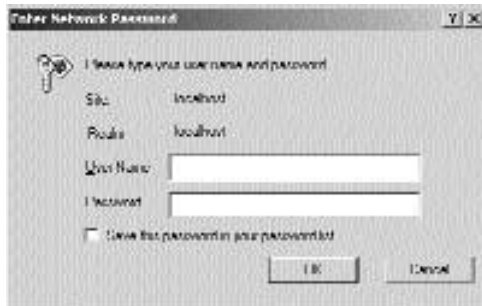 Enter Network Password
Please type your user name and password.
Site: localhost
Realm localhost
User Name
Password
Save this password in your password list
OK Cancel